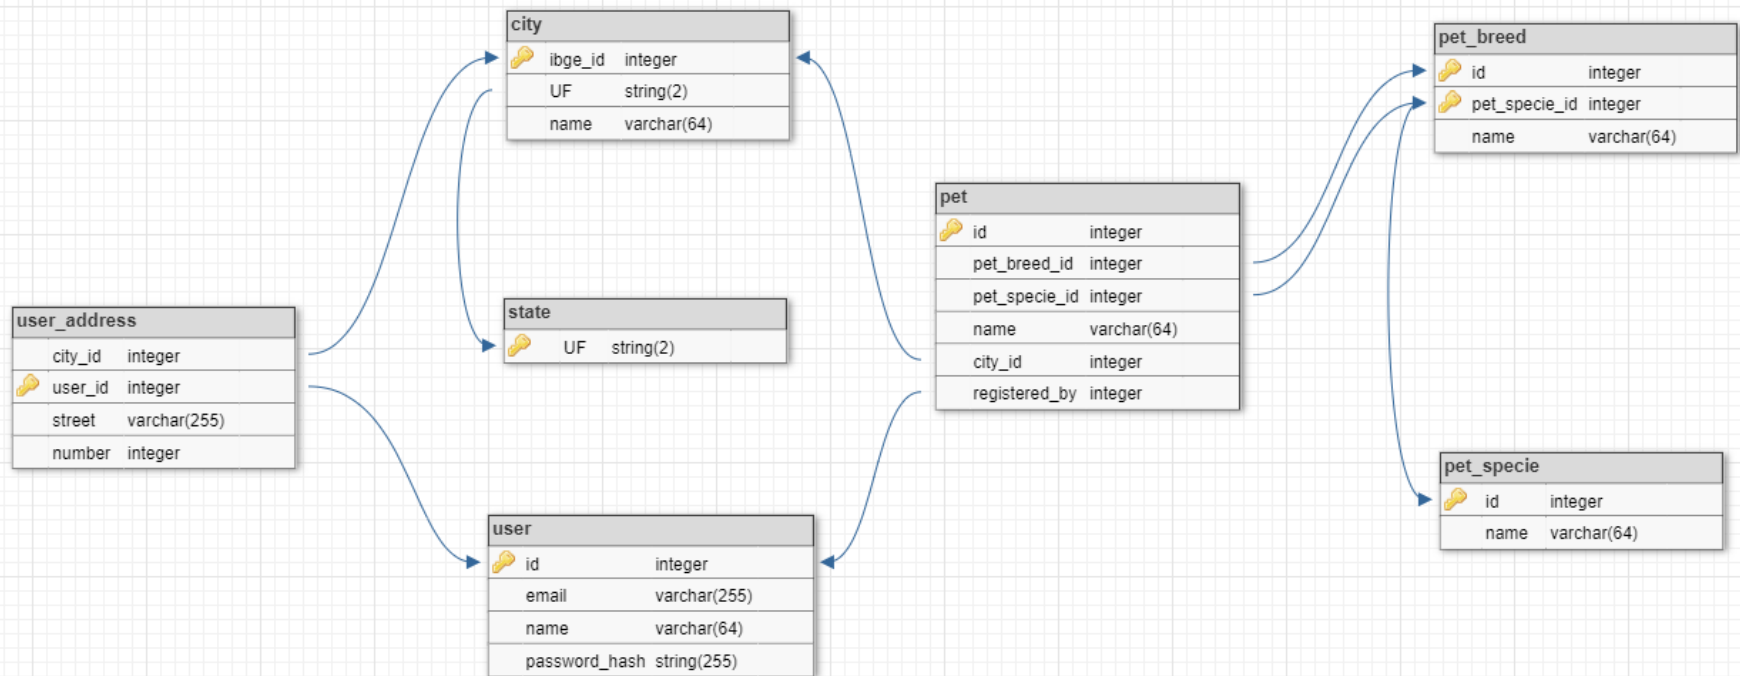 city
ibge_id integer
UF string(2)
name varchar(64)
pet_breed
id integer
pet_specie_id integer
name varchar(64)
pet
id integer
pet_breed_id integer
pet_specie_id integer
name varchar(64)
city_id integer
registered_by integer
user_address
city_id integer
user_id integer
street varchar(255)
number integer
state
UF string(2)
pet_specie
id integer
name varchar(64)
user
id integer
email varchar(255)
name varchar(64)
password_hash string(255)